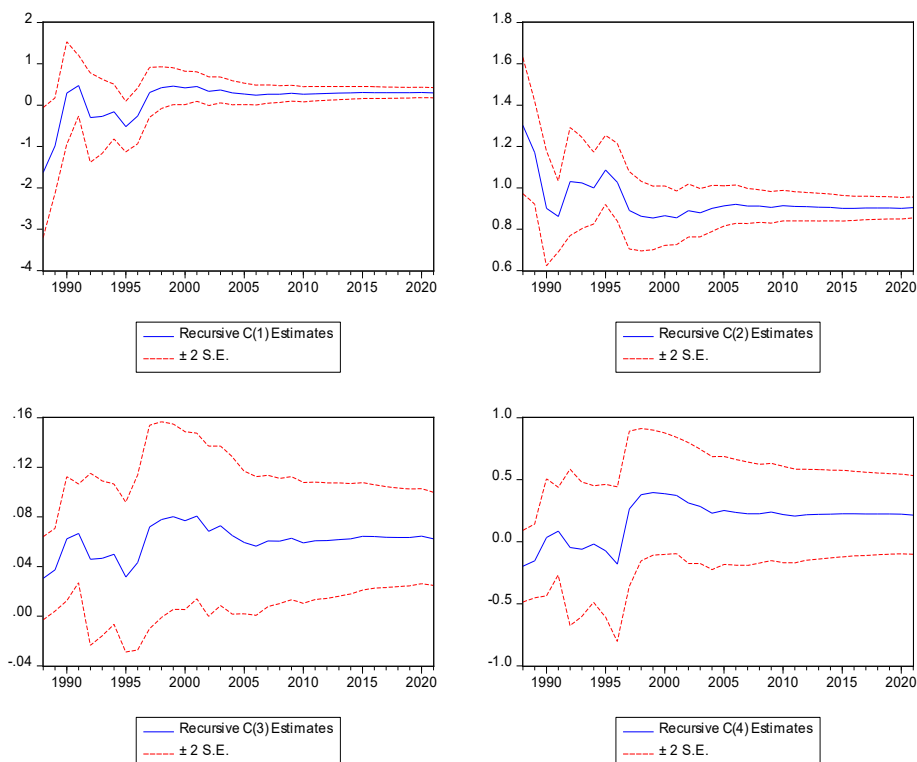 2
1
0
-1
-2
-3
-4
1990 1995 2000 2005 2010 2015 2020
Recursive C(1) Estimates
± 2 S.E.
1.8
1.6
1.4
1.2
1.0
0.8
0.6
1990 1995 2000 2005 2010 2015 2020
Recursive C(2) Estimates
± 2 S.E.
.16
.12
.08
.04
.00
-.04
1990 1995 2000 2005 2010 2015 2020
Recursive C(3) Estimates
± 2 S.E.
1.0
0.5
0.0
-0.5
-1.0
1990 1995 2000 2005 2010 2015 2020
Recursive C(4) Estimates
± 2 S.E.